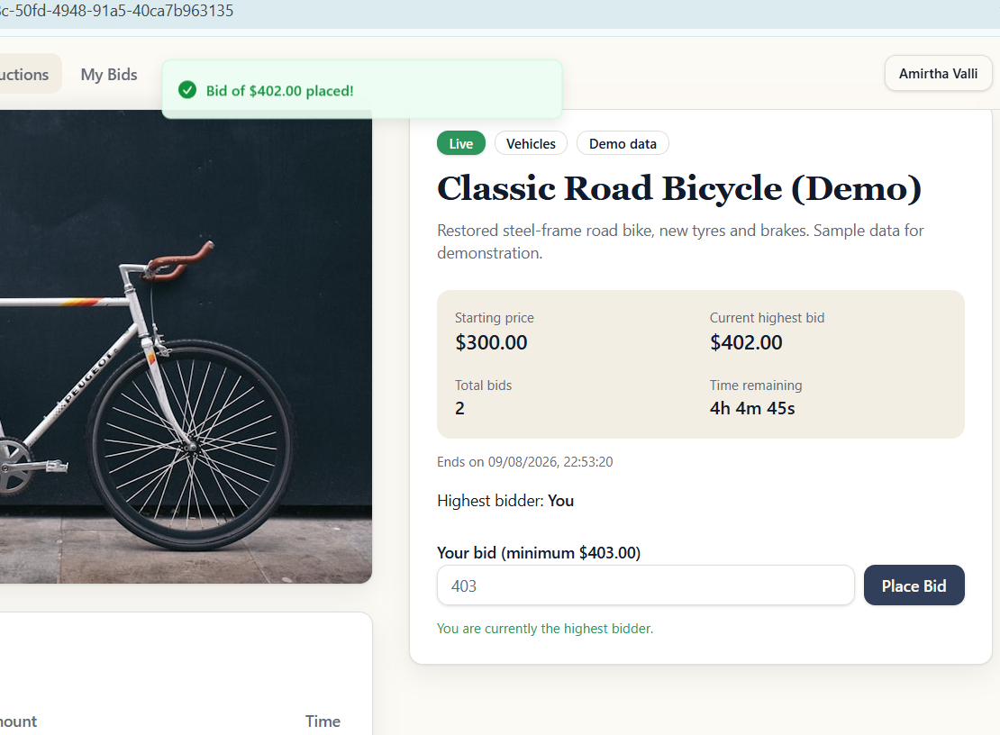 c-50fd-4948-91a5-40ca7b963135
My Bids
Bid of $402.00 placed!
Amirtha Valli
Live
Vehicles
Demo data
Classic Road Bicycle (Demo)
Restored steel-frame road bike, new tyres and brakes. Sample data for
demonstration.
Starting price
Current highest bid
$300.00
$402.00
Total bids
Time remaining
2
4h 4m 45s
Ends on 09/08/2026, 22:53:20
Highest bidder: You
Your bid (minimum $403.00)
403
Place Bid
You are currently the highest bidder.
PEUGEOT
Time